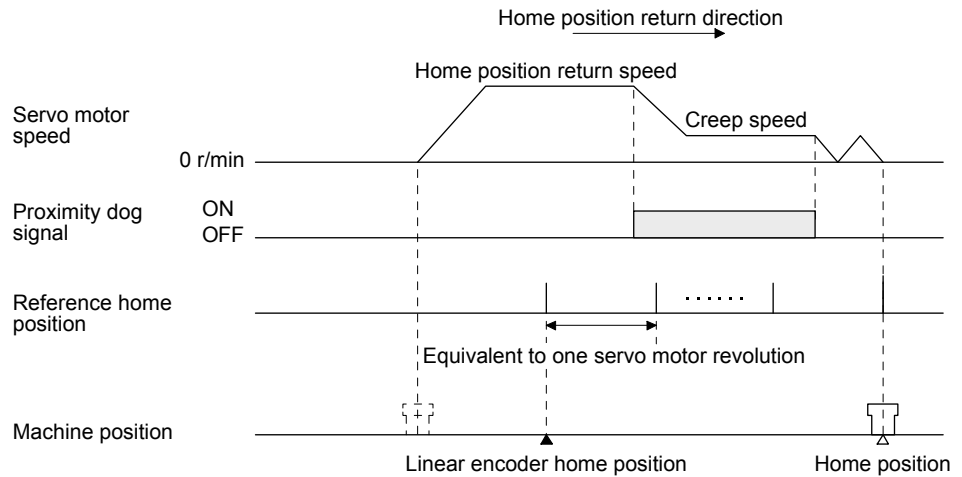 Home position return direction
Home position return speed
Servo motor
speed
Creep speed
0 r/min
Proximity dog
signal
ON
OFF
Reference home
position
......
Equivalent to one servo motor revolution
Machine position
Linear encoder home position
Home position